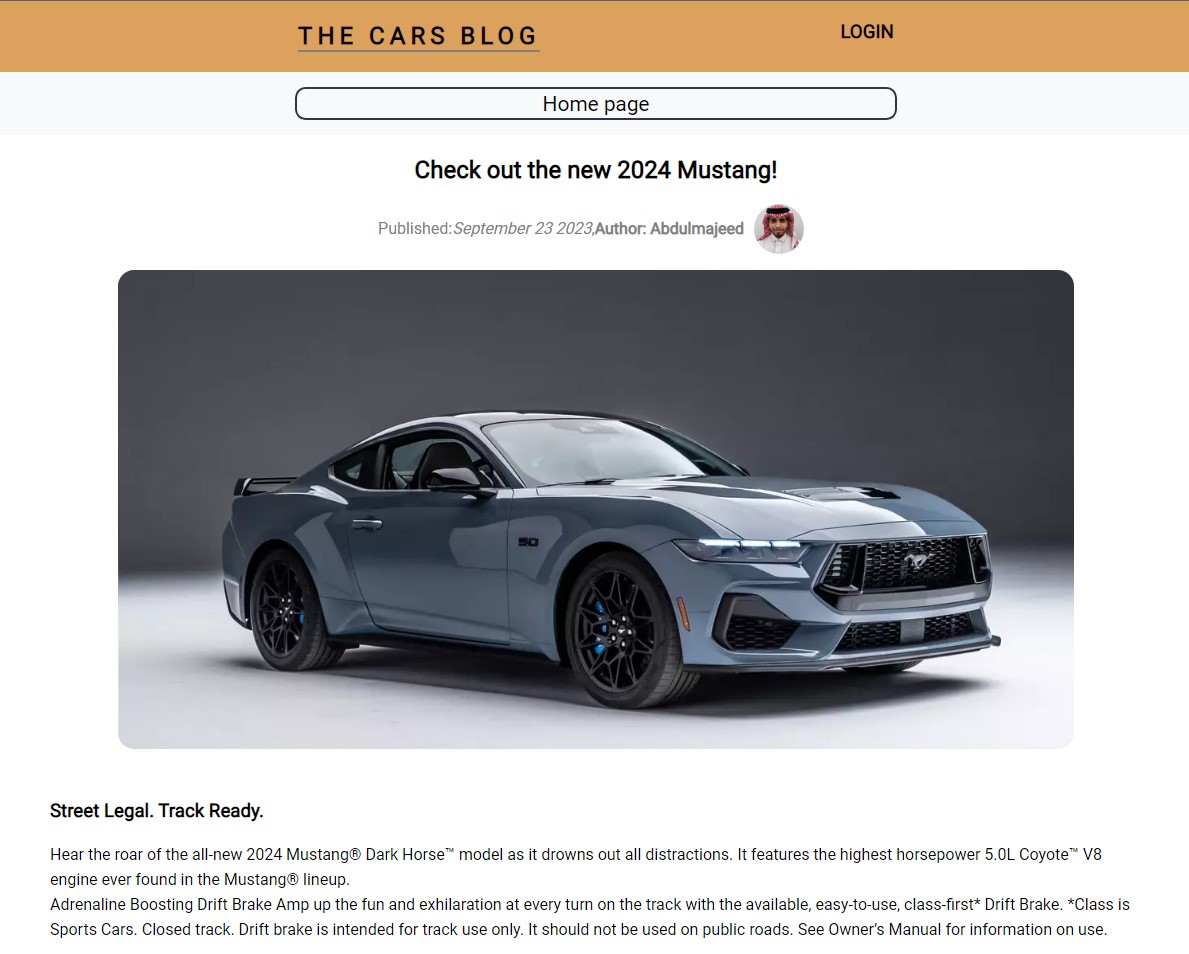 THE CARS BLOG
LOGIN
Home page
Check out the new 2024 Mustang!
Published:September 23 2023,Author: Abdulmajeed
5.0
Street Legal. Track Ready.
Hear the roar of the all-new 2024 Mustang® Dark Horse™ model as it drowns out all distractions. It features the highest horsepower 5.0L Coyote™ V8
engine ever found in the Mustang® lineup.
Adrenaline Boosting Drift Brake Amp up the fun and exhilaration at every turn on the track with the available, easy-to-use, class-first* Drift Brake. *Class is
Sports Cars. Closed track. Drift brake is intended for track use only. It should not be used on public roads. See Owner’s Manual for information on use.